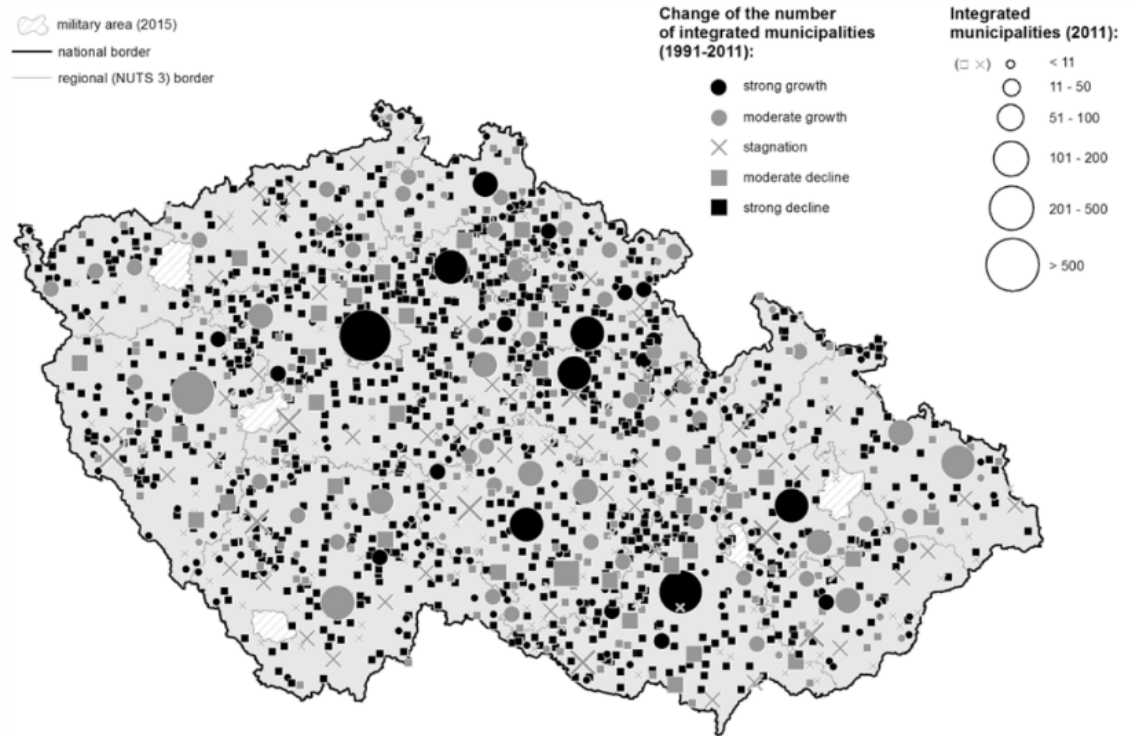 military area (2015)
national border
regional (NUTS 3) border
Change of the number
of integrated municipalities
(1991-2011):
strong growth
moderate growth
stagnation
moderate decline
strong decline
Integrated
municipalities (2011):
(□ ×) < 11
11 - 50
51 - 100
101 - 200
201 - 500
> 500